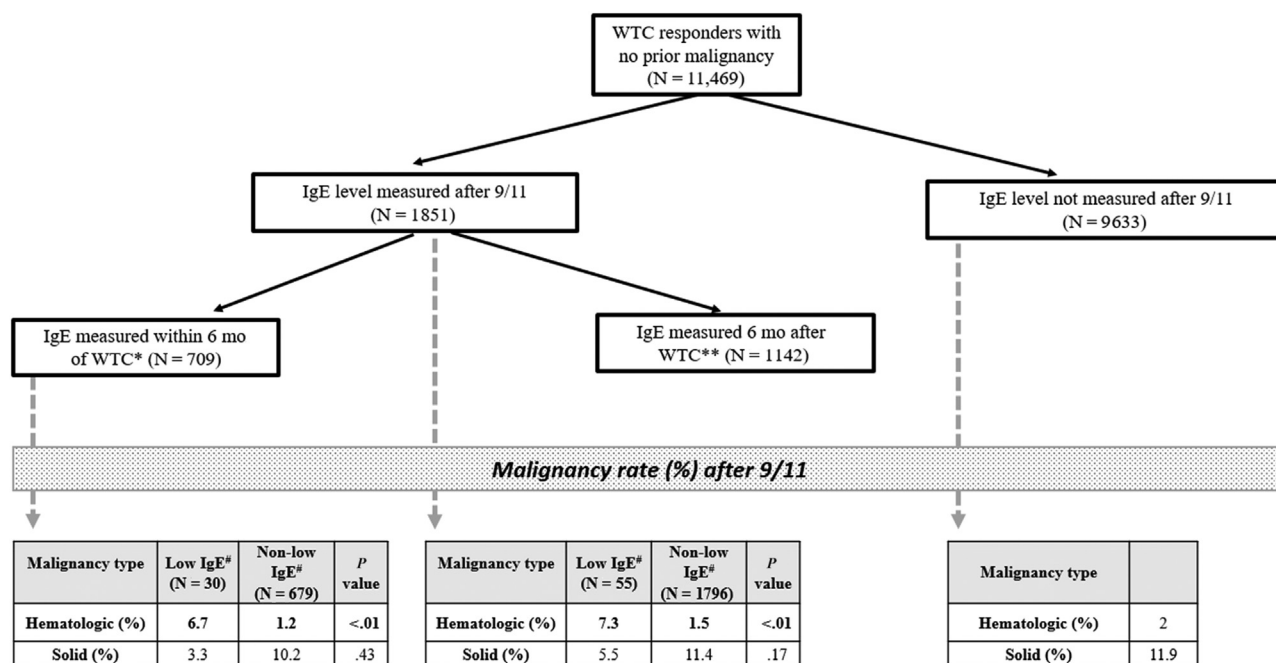 WTC responders with
no prior malignancy
(N = 11,469)
IgE level measured after 9/11
(N = 1851)
IgE level not measured after 9/11
(N = 9633)
IgE measured within 6 mo
of WTC* (N = 709)
IgE measured 6 mo after
WTC** (N = 1142)
Malignancy rate (%) after 9/11
Malignancy type Low IgE# (N = 30) Non-low IgE# (N = 679) P value
Hematologic (%) 6.7 1.2 <.01
Solid (%) 3.3 10.2 .43
Malignancy type Low IgE# (N = 55) Non-low IgE# (N = 1796) P value
Hematologic (%) 7.3 1.5 <.01
Solid (%) 5.5 11.4 .17
Malignancy type
Hematologic (%) 2
Solid (%) 11.9